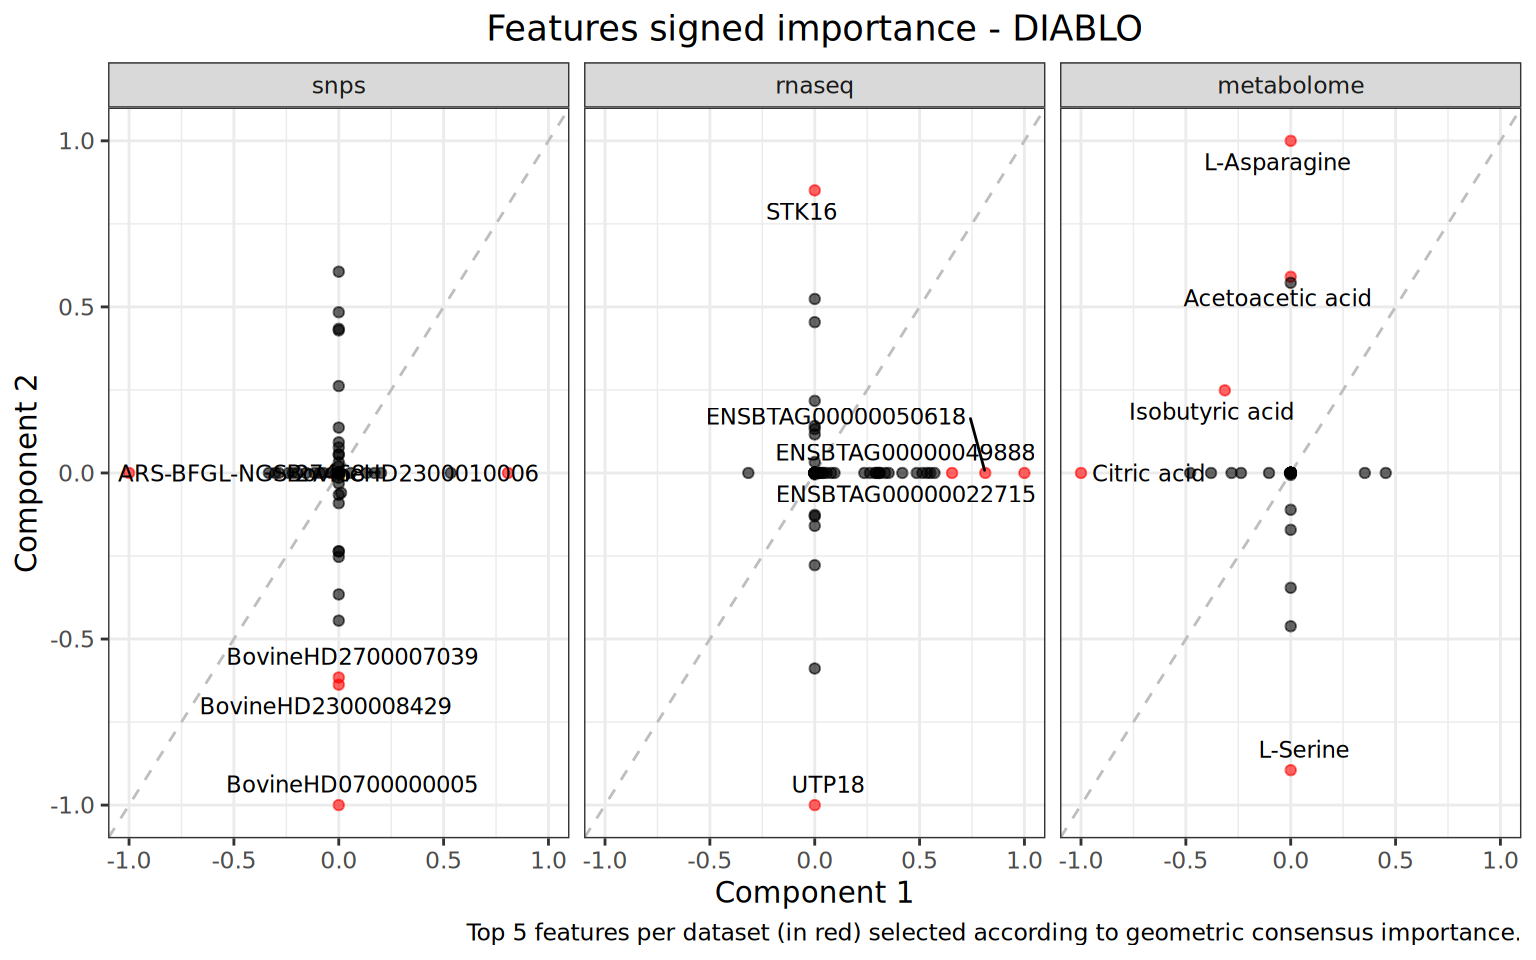 Features signed importance - DIABLO
snps
rnaseq
metabolome
Component 2
1.0
0.5
0.0
-0.5
-1.0
BovineHD2300010006
BovineHD2700007039
BovineHD2300008429
BovineHD0700000005
STK16
ENSBTAG00000050618
ENSBTAG00000049888
ENSBTAG00000022715
UTP18
L-Asparagine
Acetoacetic acid
Isobutyric acid
Citric acid
L-Serine
-1.0 -0.5 0.0 0.5 1.0
-1.0 -0.5 0.0 0.5 1.0
-1.0 -0.5 0.0 0.5 1.0
Component 1
Top 5 features per dataset (in red) selected according to geometric consensus importance.